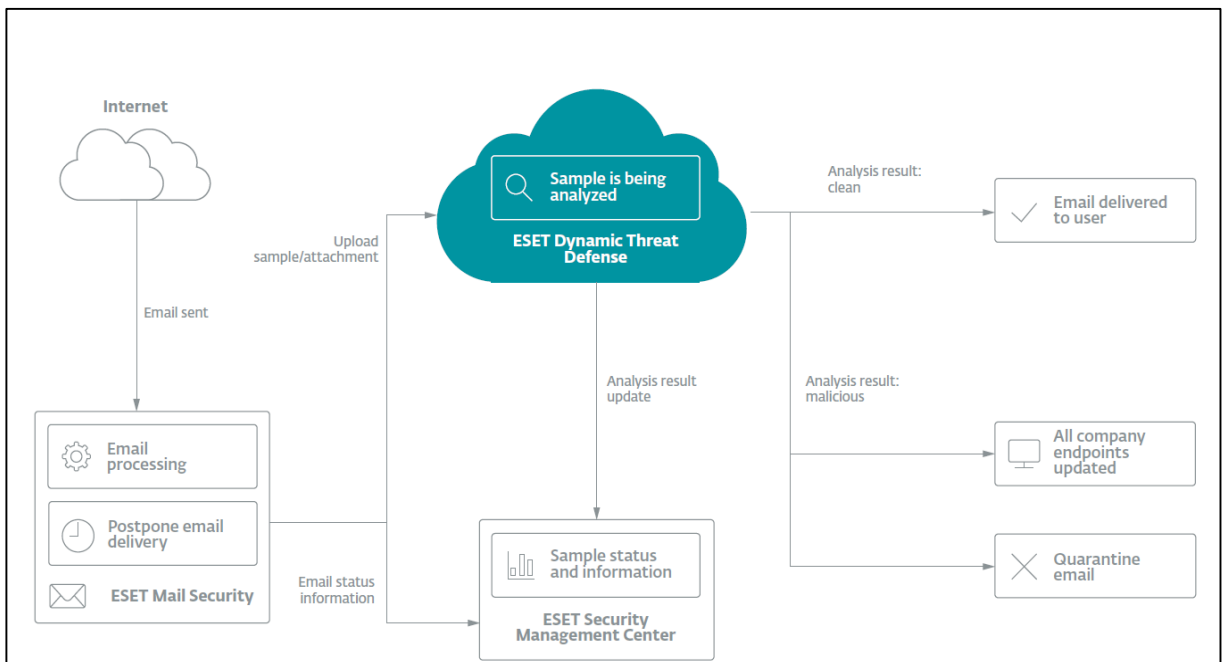 Internet
Email sent
Email
processing
Postpone email
delivery
ESET Mail Security
Upload
sample/attachment
Email status
information
Sample is being
analyzed
ESET Dynamic Threat
Defense
Analysis result
update
Sample status
and information
ESET Security
Management Center
Analysis result:
clean
Email delivered
to user
Analysis result:
malicious
All company
endpoints
updated
Quarantine
email